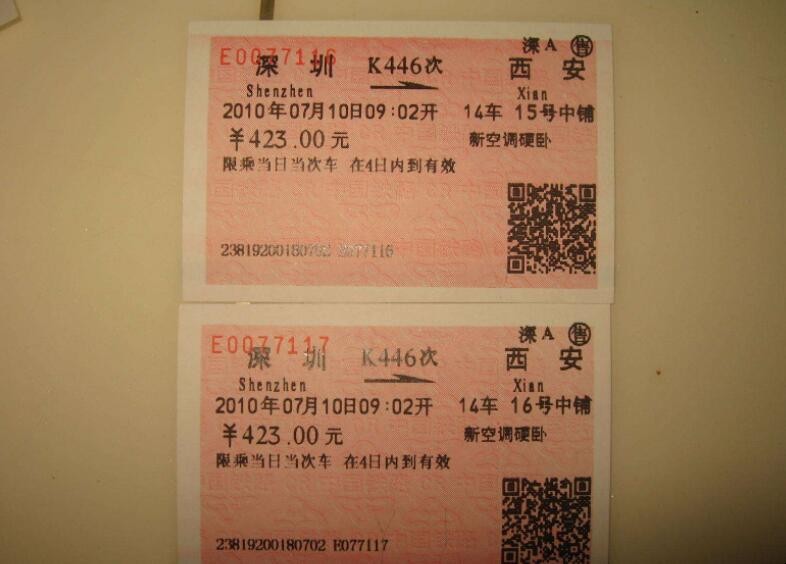 深A 售
E0077116
深圳 K446次 西安
Shenzhen Xian
2010年07月10日09:02开 14车 15号中铺
￥423.00元 新空调硬卧
限乘当日当次车 在4日内到有效
23819200180702 E077116
深A 售
E0077117
深圳 K446次 西安
Shenzhen Xian
2010年07月10日09:02开 14车 16号中铺
￥423.00元 新空调硬卧
限乘当日当次车 在4日内到有效
23819200180702 E077117